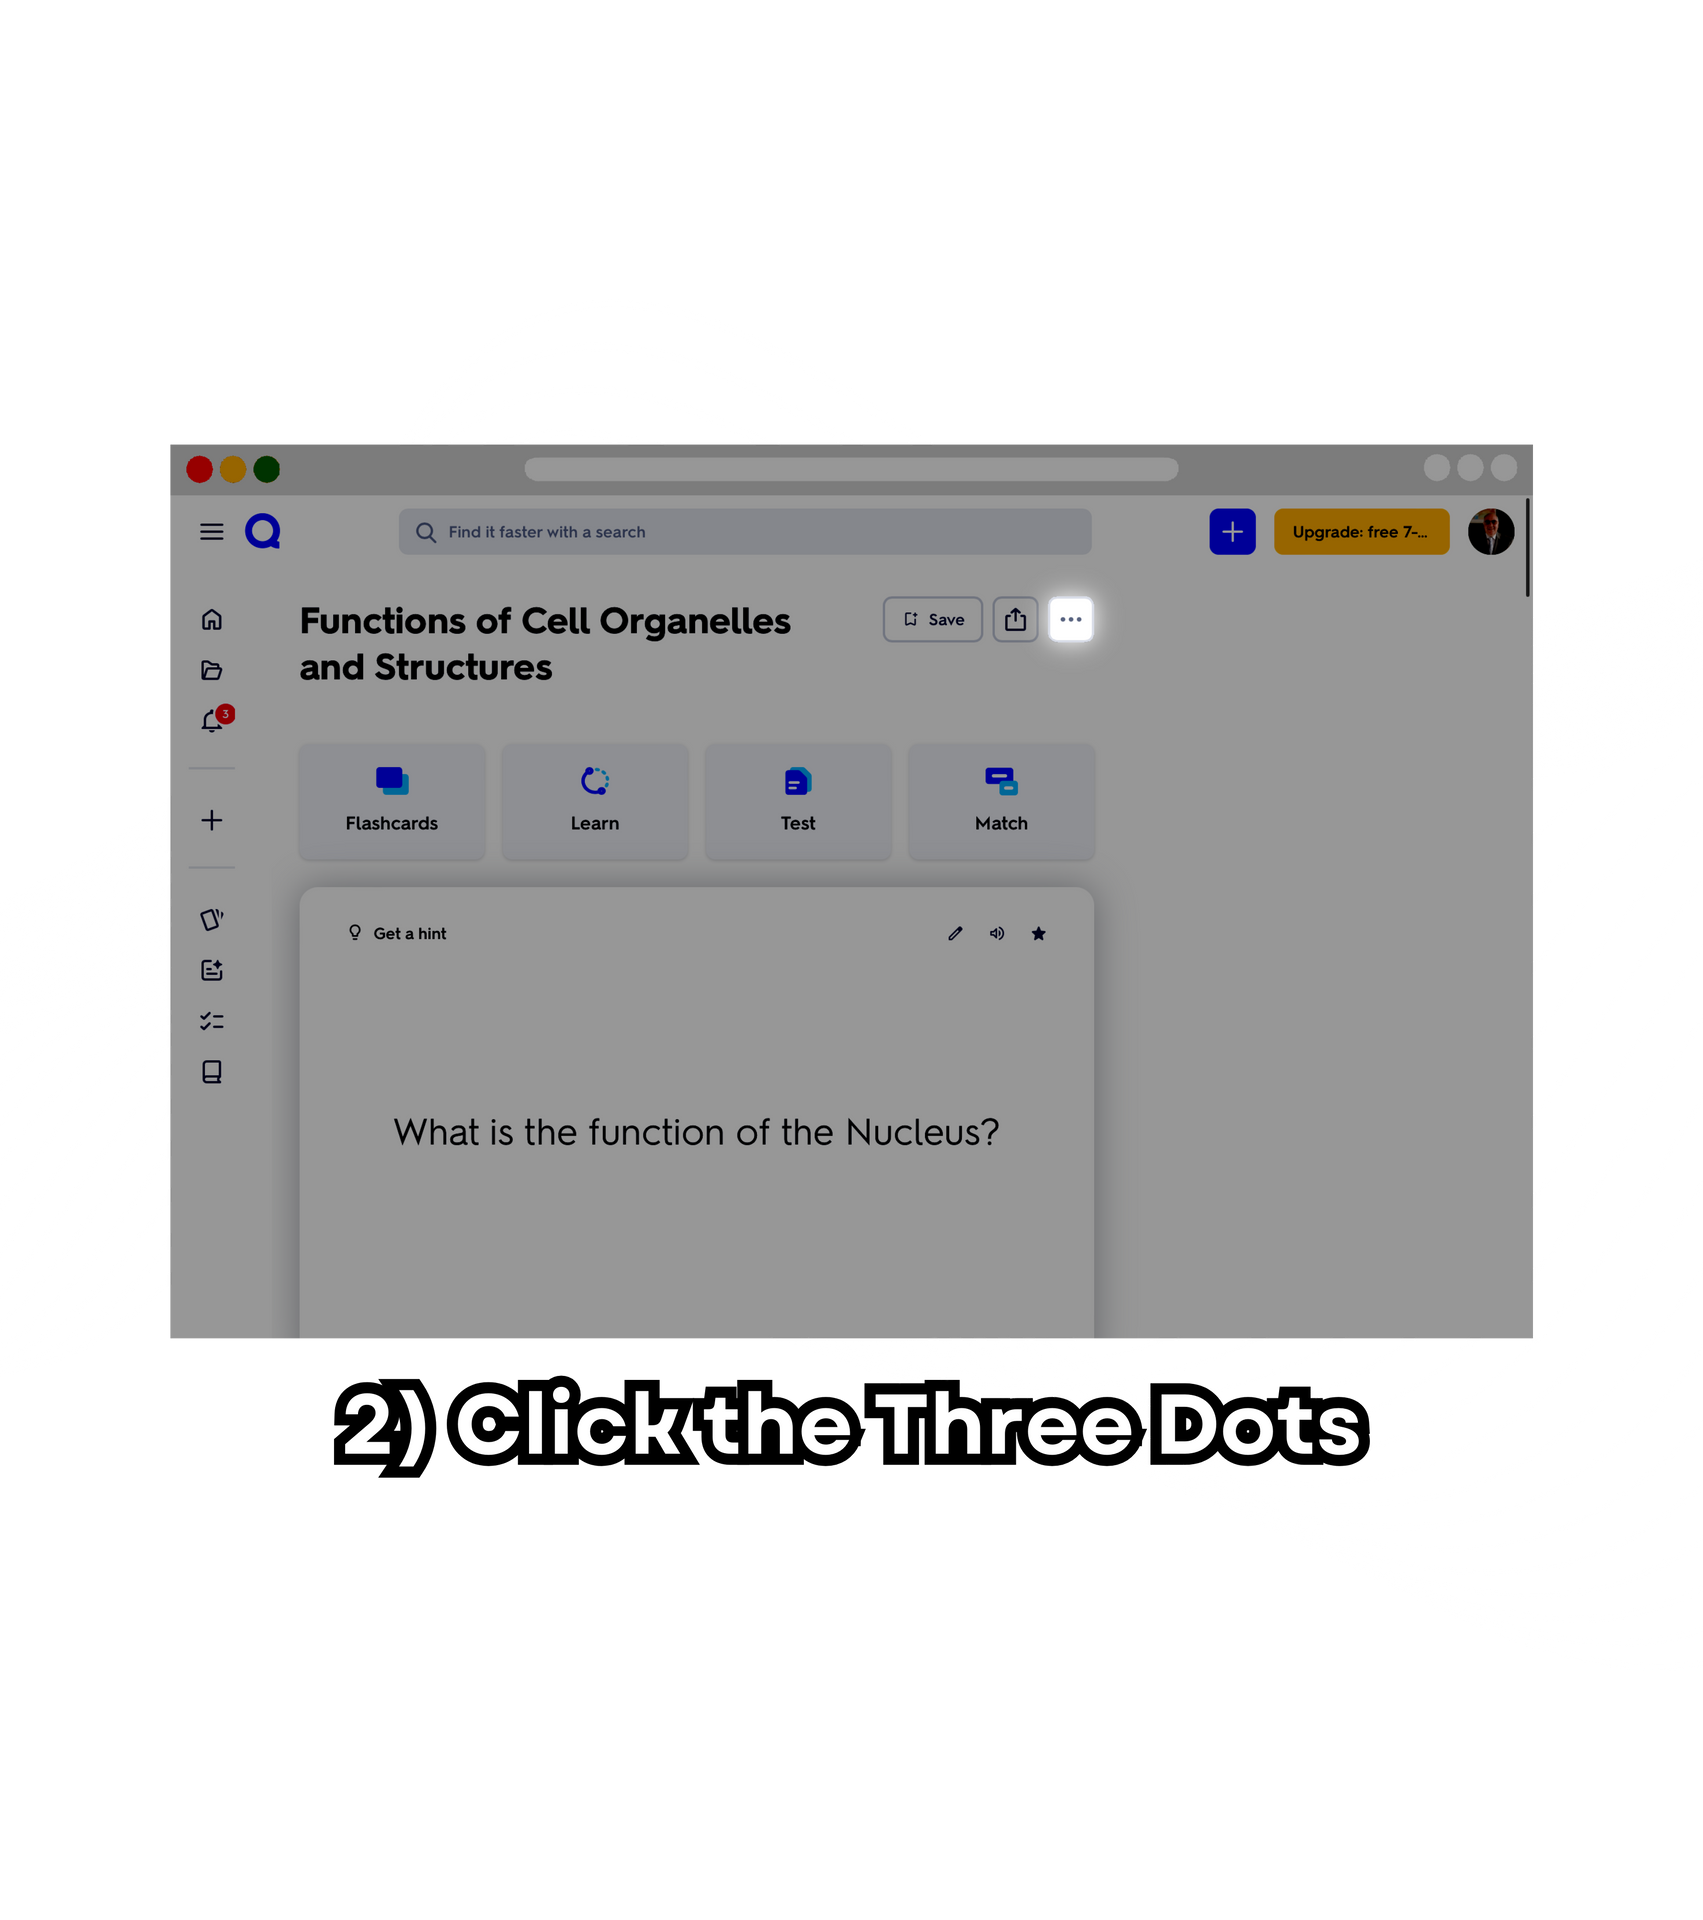 Find it faster with a search
Upgrade: free 7-...
Functions of Cell Organelles
and Structures
Save
3
Flashcards
Learn
Test
Match
Get a hint
What is the function of the Nucleus?
2) Click the Three Dots